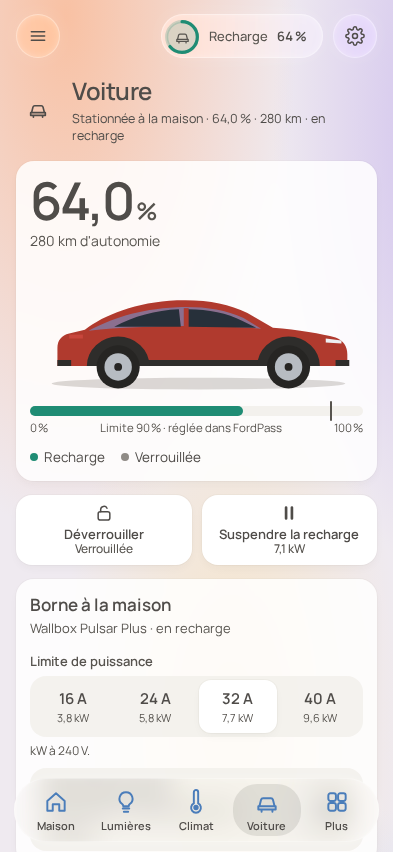 Recharge 64 %
Voiture
Stationnée à la maison · 64,0 % · 280 km · en
recharge
64,0 %
280 km d'autonomie
0 % Limite 90 % · réglée dans FordPass 100 %
Recharge Verrouillée
Déverrouiller
Verrouillée
Suspendre la recharge
7,1 kW
Borne à la maison
Wallbox Pulsar Plus · en recharge
Limite de puissance
16 A 24 A 32 A 40 A
3,8 kW 5,8 kW 7,7 kW 9,6 kW
kW à 240 V.
Maison Lumières Climat Voiture Plus